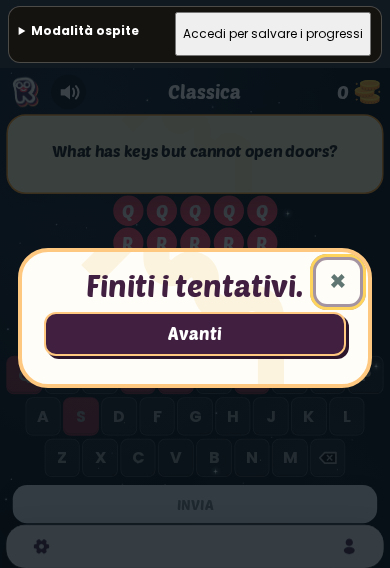 ▶ Modalità ospite
Accedi per salvare i progressi
R
Classica
0
What has keys but cannot open doors?
Q Q Q Q Q
R R R R R
Finiti i tentativi.
✖
Avanti
A S D F G H J K L
Z X C V B N M
INVIA